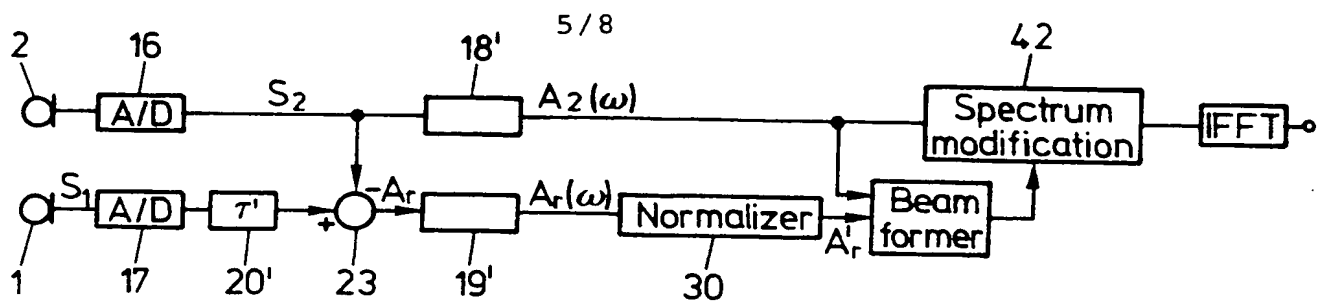 5/8
2
16
18'
42
A/D
S2
A2(ω)
Spectrum
modification
IFFT
S1
A/D
τ'
+
-Ar
Ar(ω)
Normalizer
A'r
Beam
former
1
17
20'
23
19'
30